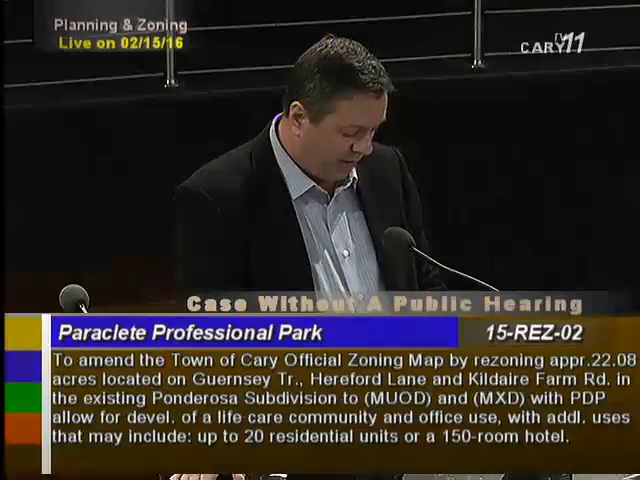 Planning & Zoning
Live on 02/15/16
CARY TV 11
Case Without A Public Hearing
Paraclete Professional Park 15-REZ-02
To amend the Town of Cary Official Zoning Map by rezoning appr.22.08
acres located on Guernsey Tr., Hereford Lane and Kildaire Farm Rd. in
the existing Ponderosa Subdivision to (MUOD) and (MXD) with PDP
allow for devel. of a life care community and office use, with addl. uses
that may include: up to 20 residential units or a 150-room hotel.